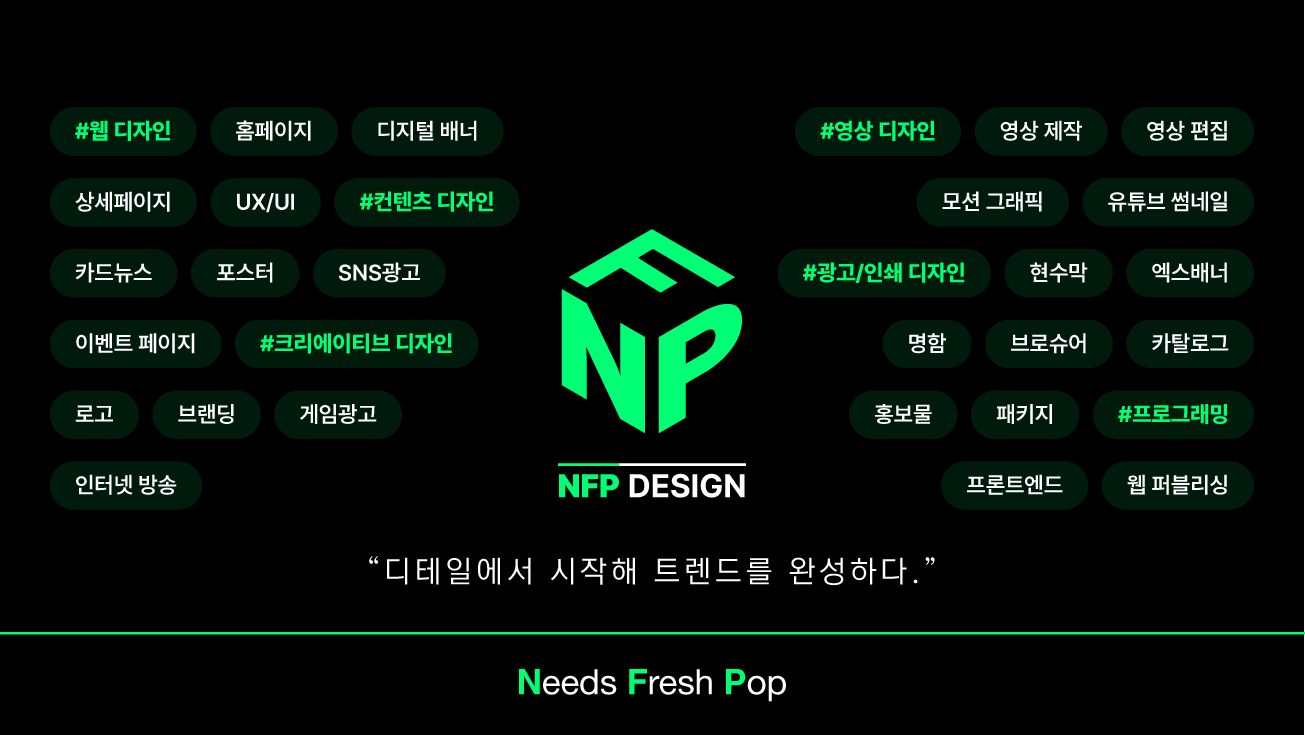 #웹 디자인 홈페이지 디지털 배너
상세페이지 UX/UI #컨텐츠 디자인
카드뉴스 포스터 SNS광고
이벤트 페이지 #크리에이티브 디자인
로고 브랜딩 게임광고
인터넷 방송
NFP
NFP DESIGN
#영상 디자인 영상 제작 영상 편집
모션 그래픽 유튜브 썸네일
#광고/인쇄 디자인 현수막 엑스배너
명함 브로슈어 카탈로그
홍보물 패키지 #프로그래밍
프론트엔드 웹 퍼블리싱
“디테일에서 시작해 트렌드를 완성하다.”
Needs Fresh Pop